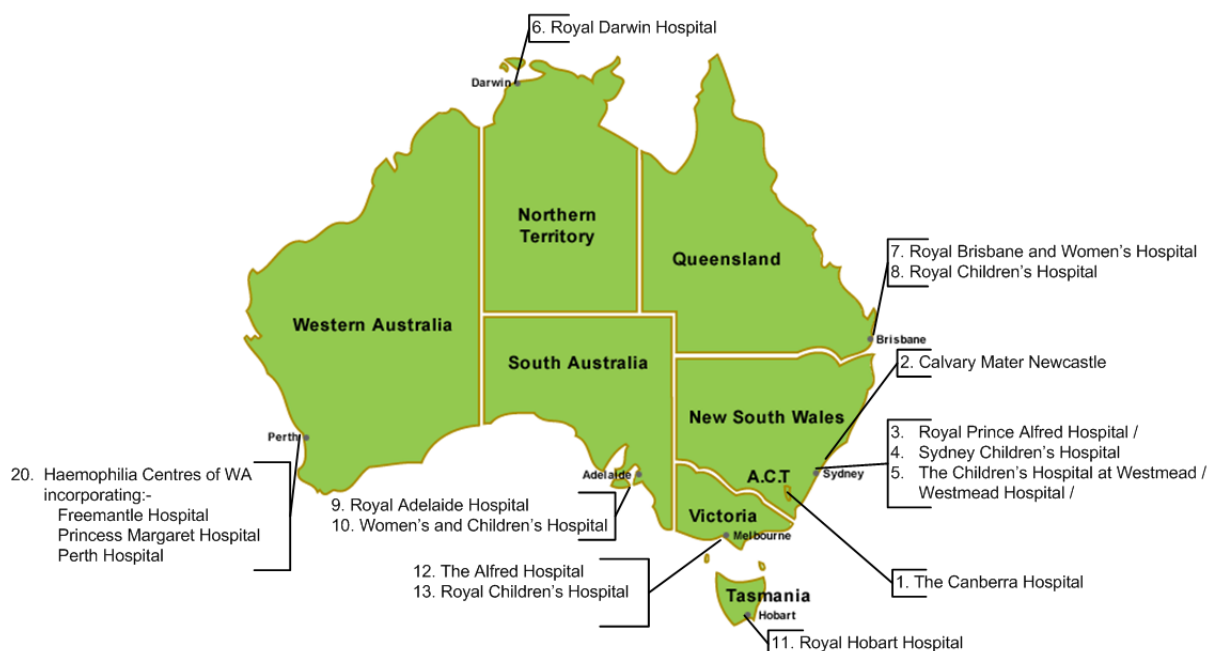 6. Royal Darwin Hospital
Darwin
Northern
Territory
Queensland
7. Royal Brisbane and Women's Hospital
8. Royal Children's Hospital
Western Australia
Brisbane
South Australia
2. Calvary Mater Newcastle
New South Wales
3. Royal Prince Alfred Hospital /
4. Sydney Children's Hospital
5. The Children's Hospital at Westmead /
Westmead Hospital /
Sydney
Perth
20. Haemophilia Centres of WA
incorporating:-
Freemantle Hospital
Princess Margaret Hospital
Perth Hospital
Adelaide
A.C.T
9. Royal Adelaide Hospital
10. Women's and Children's Hospital
Victoria
Melbourne
12. The Alfred Hospital
13. Royal Children's Hospital
1. The Canberra Hospital
Tasmania
Hobart
11. Royal Hobart Hospital